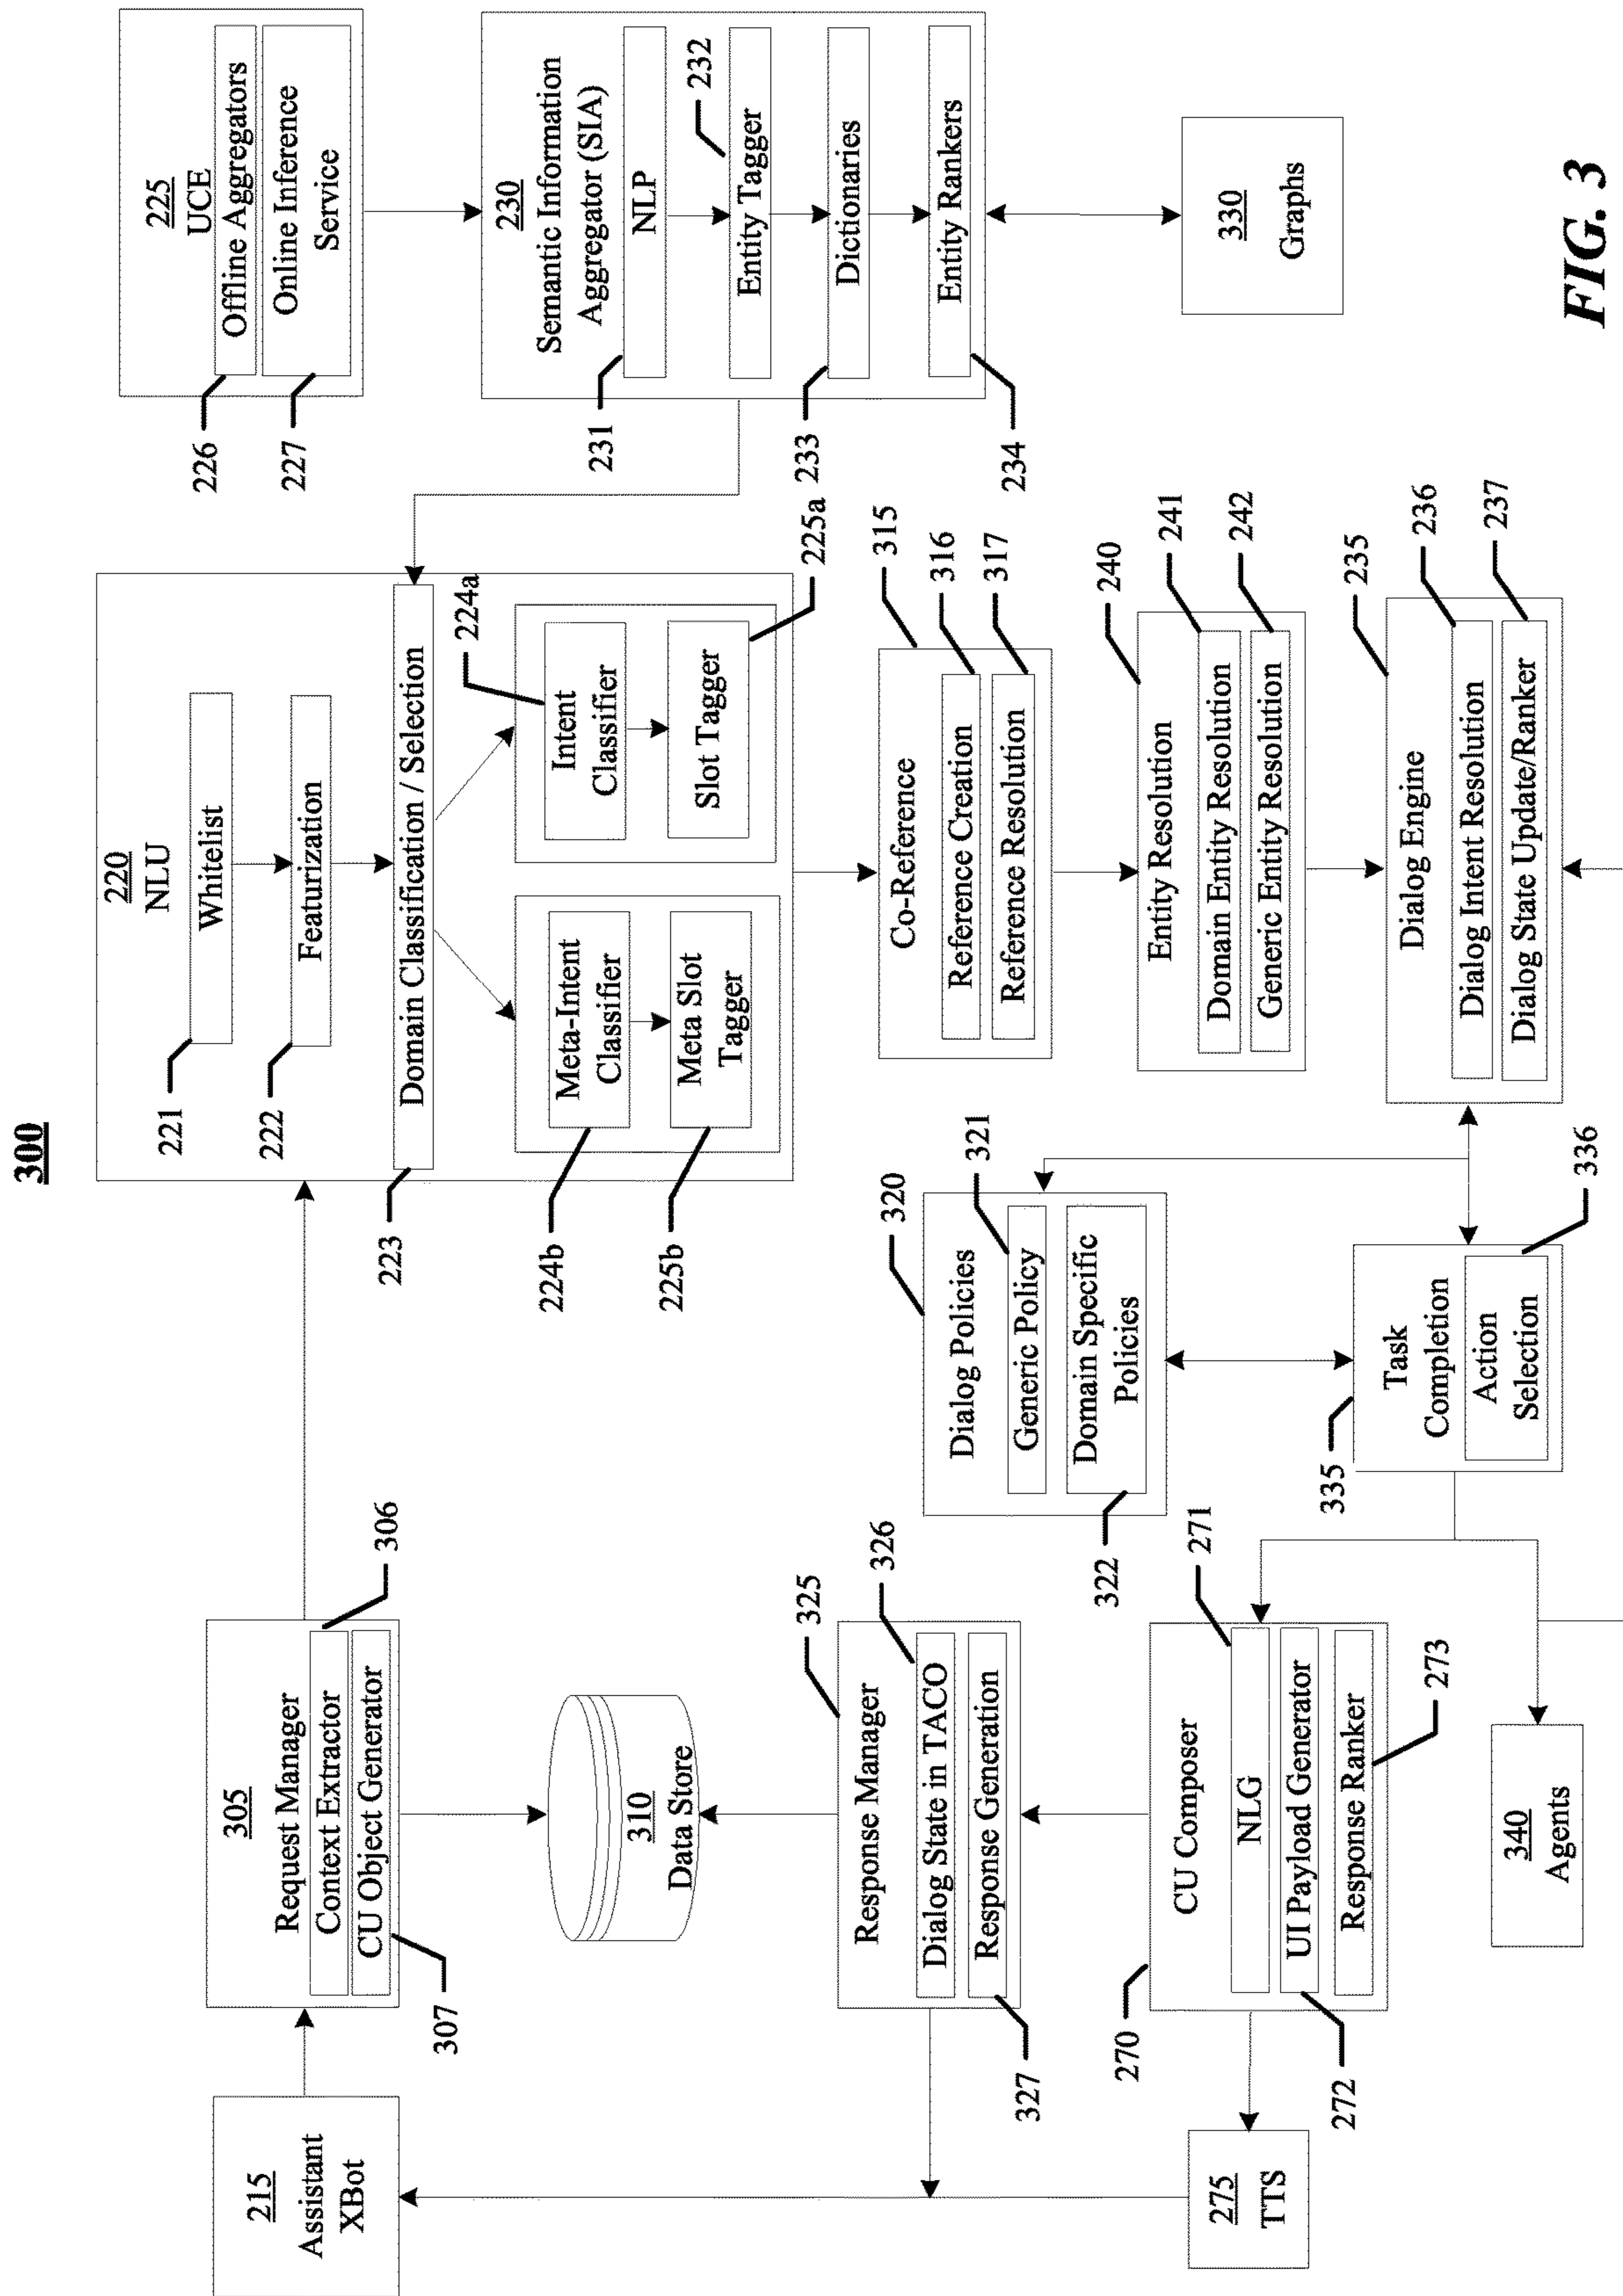 300
215
Assistant
XBot
305
Request Manager
Context Extractor
CU Object Generator
306
307
310
Data Store
220
NLU
Whitelist
221
Featurization
222
Domain Classification / Selection
223
Meta-Intent
Classifier
224b
Meta Slot
Tagger
225b
Intent
Classifier
224a
Slot Tagger
225a
225
UCE
Offline Aggregators
226
Online Inference
Service
227
230
Semantic Information
Aggregator (SIA)
NLP
231
Entity Tagger
232
Dictionaries
233
Entity Rankers
234
330
Graphs
Co-Reference
315
Reference Creation
316
Reference Resolution
317
Entity Resolution
240
Domain Entity Resolution
241
Generic Entity Resolution
242
Dialog Engine
235
Dialog Intent Resolution
236
Dialog State Update/Ranker
237
Dialog Policies
320
Generic Policy
321
Domain Specific
Policies
322
Task
Completion
335
Action
Selection
336
Response Manager
325
Dialog State in TACO
326
Response Generation
327
CU Composer
270
NLG
271
UI Payload Generator
272
Response Ranker
273
275
TTS
340
Agents
FIG. 3